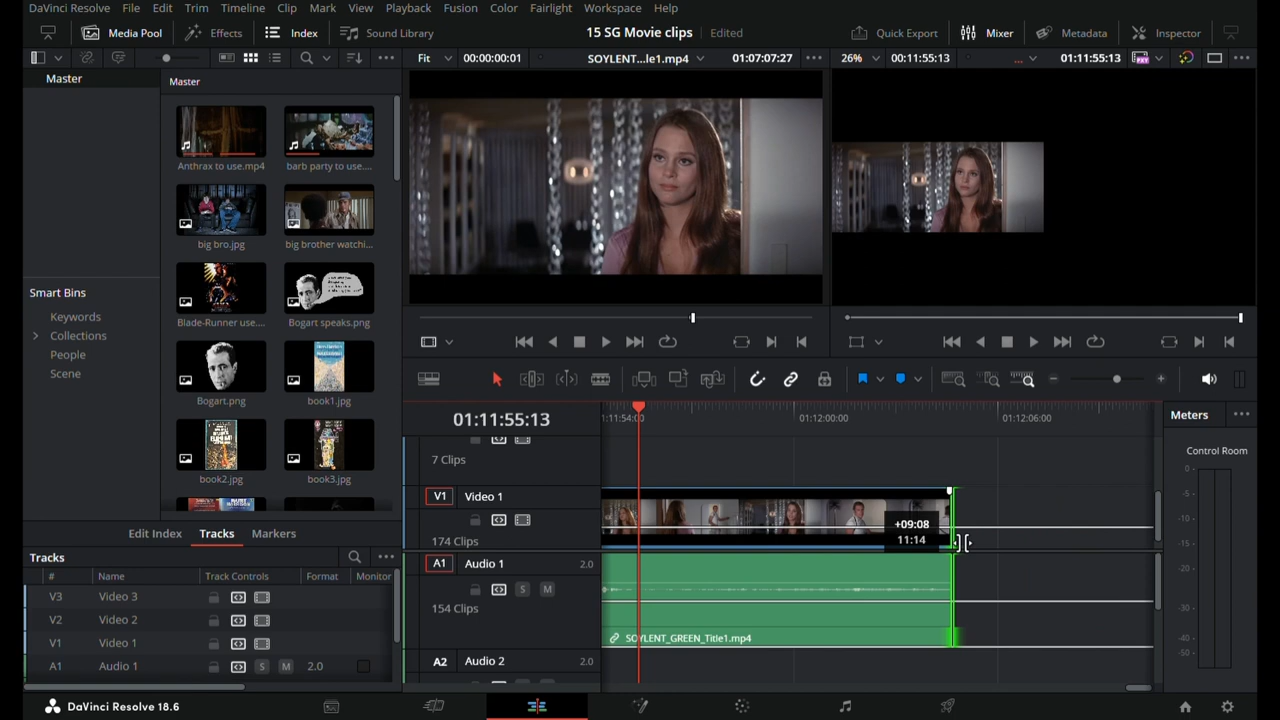 DaVinci Resolve File Edit Trim Timeline Clip Mark View Playback Fusion Color Fairlight Workspace Help
Media Pool Effects Index Sound Library 15 SG Movie clips Edited Quick Export Mixer Metadata Inspector
Fit 00:00:00:01 SOYLENT...le1.mp4 01:07:07:27 26% 00:11:55:13 ... 01:11:55:13
Master
Master
Anthrax to use.mp4 barb party to use....
big bro.jpg big brother watchi...
Smart Bins
Keywords
Collections
People
Scene
Blade-Runner use.... Bogart speaks.png
Bogart.png book1.jpg
book2.jpg book3.jpg
01:11:55:13
01:12:00:00 01:12:06:00
7 Clips
V1 Video 1
174 Clips
+09:08
11:14
A1 Audio 1 2.0
S M
154 Clips
SOYLENT_GREEN_Title1.mp4
A2 Audio 2 2.0
Meters
Control Room
0
-5
-10
-15
-20
-30
-40
-50
Edit Index Tracks Markers
Tracks
# Name Track Controls Format Monitor
V3 Video 3
V2 Video 2
V1 Video 1
A1 Audio 1 S M 2.0
DaVinci Resolve 18.6